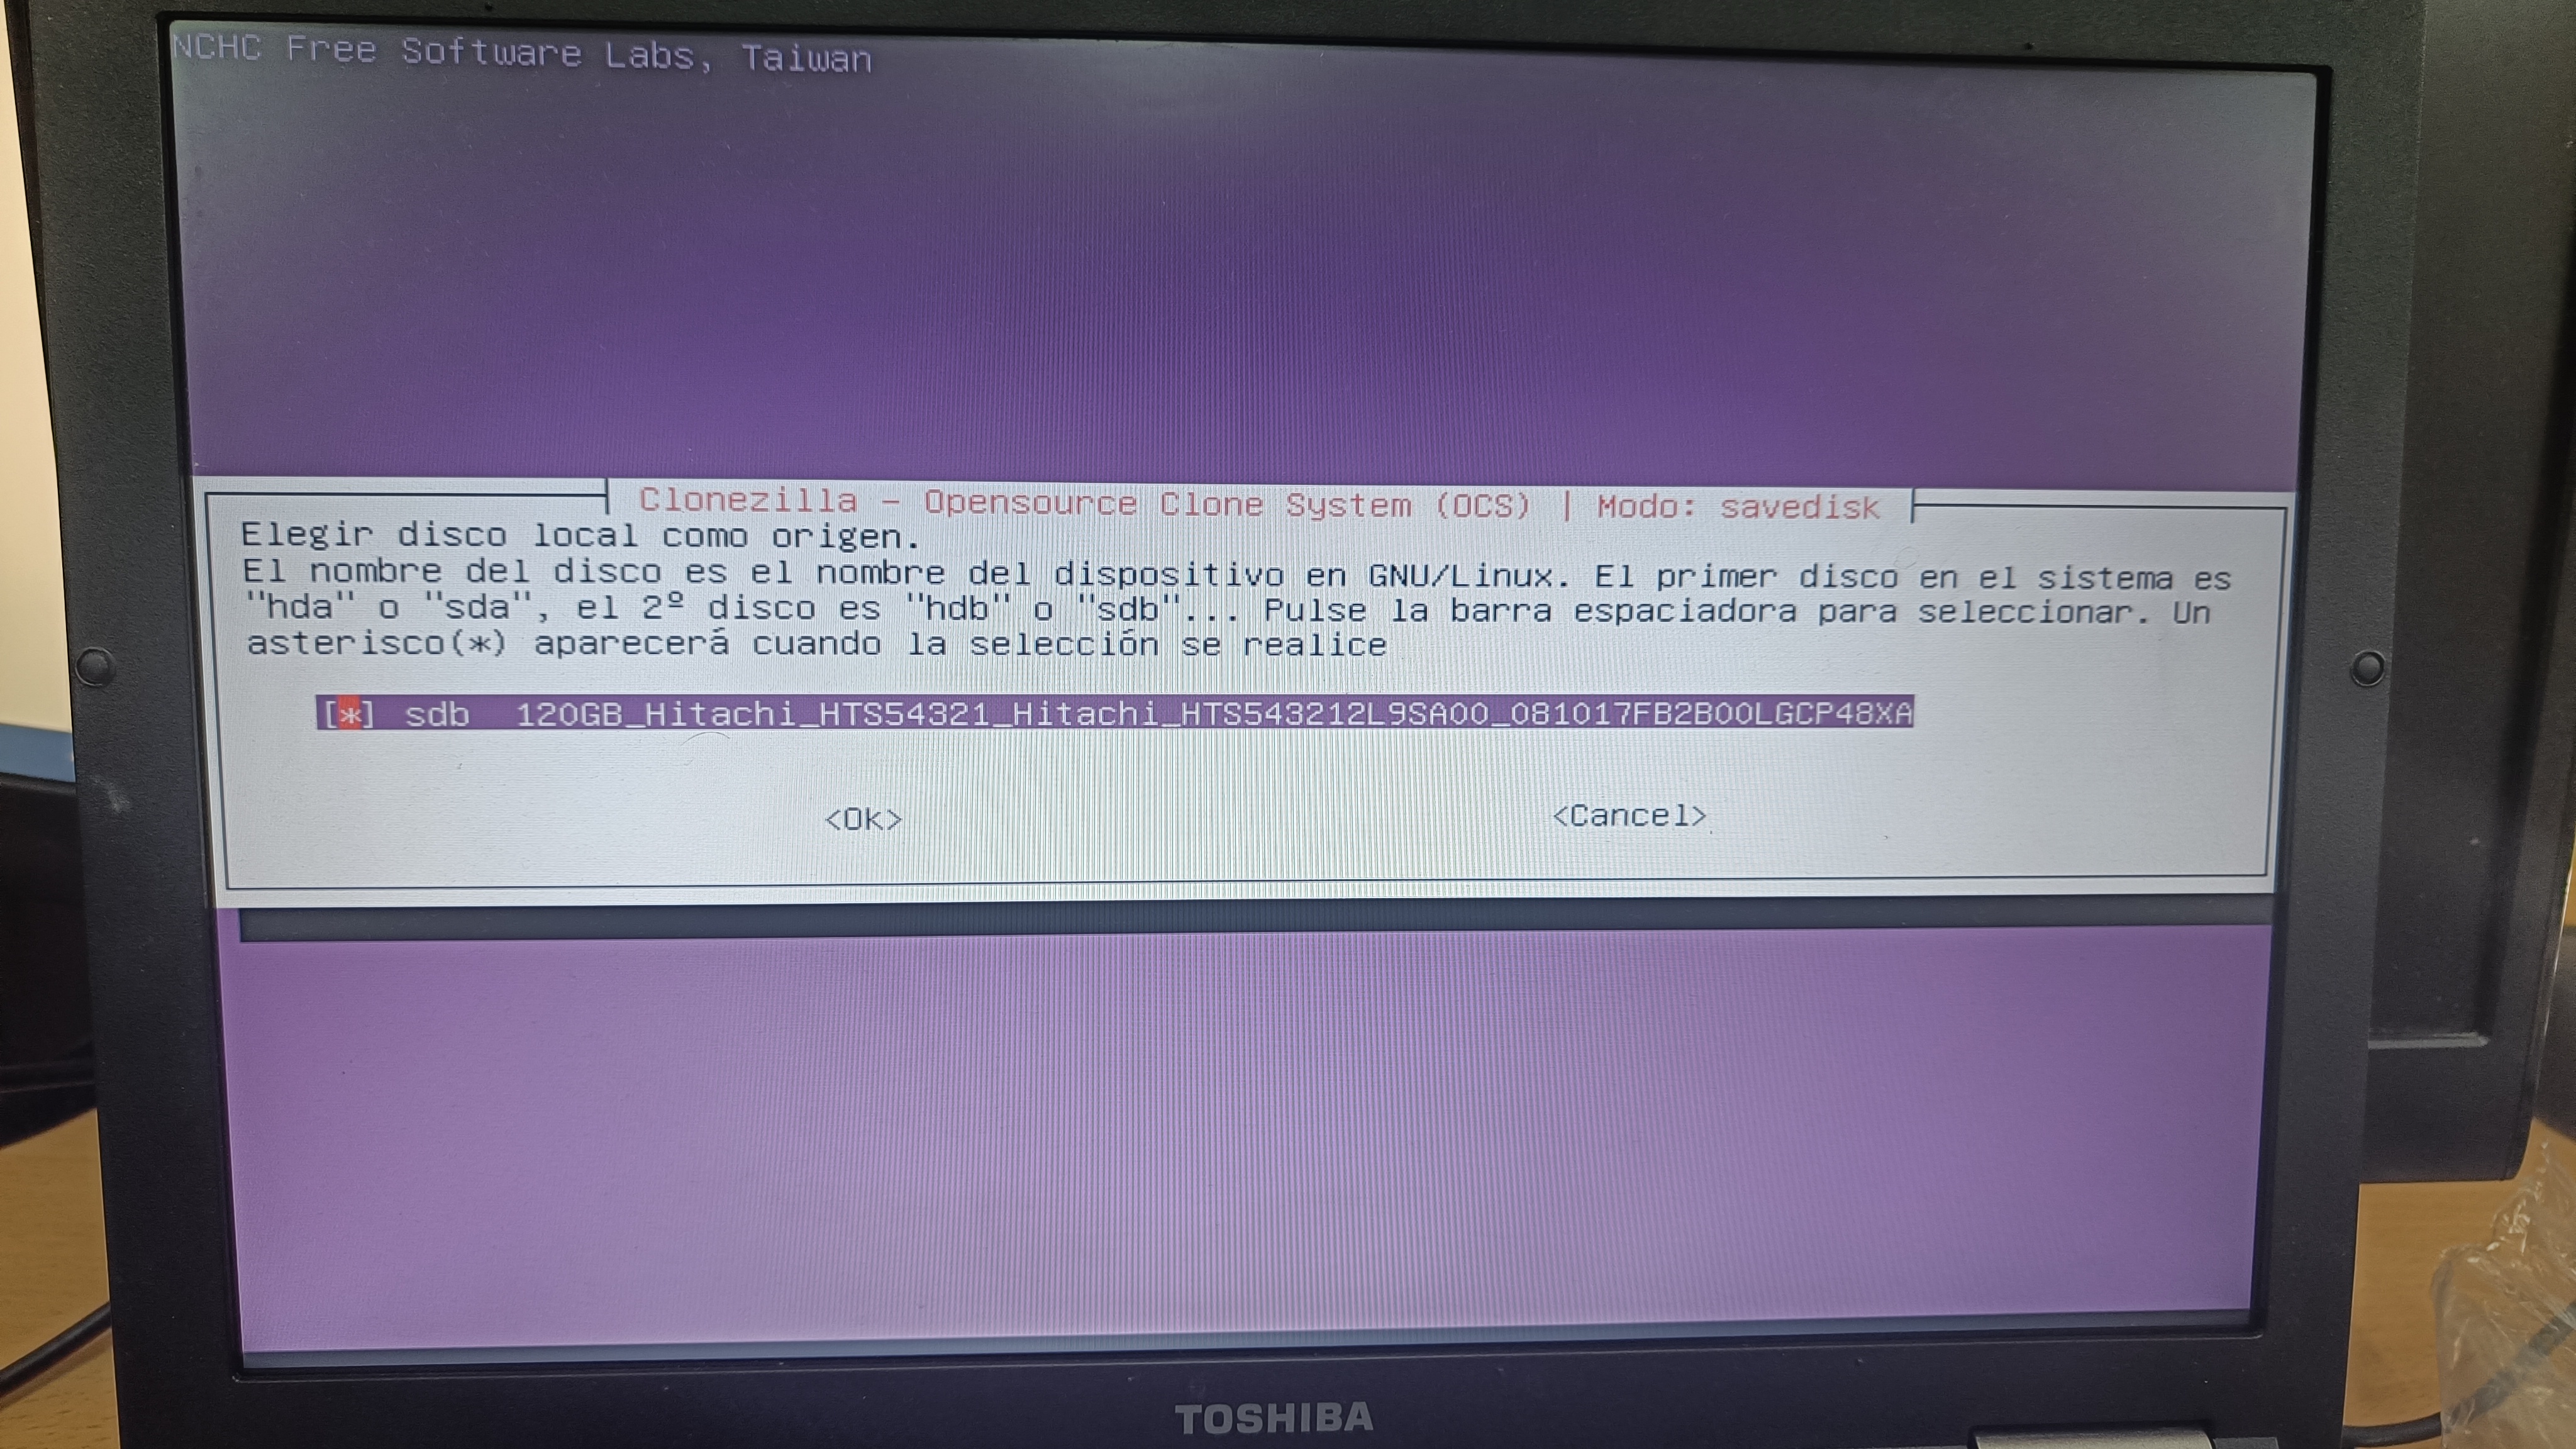 NCHC Free Software Labs, Taiwan
Clonezilla - Opensource Clone System (OCS) | Modo: savedisk
Elegir disco local como origen.
El nombre del disco es el nombre del dispositivo en GNU/Linux. El primer disco en el sistema es
"hda" o "sda", el 2º disco es "hdb" o "sdb"... Pulse la barra espaciadora para seleccionar. Un
asterisco(*) aparecerá cuando la selección se realice
[*] sdb 120GB_Hitachi_HTS54321_Hitachi_HTS543212L9SA00_081017FB2B00LGCP48XA
<Ok> <Cancel>
TOSHIBA